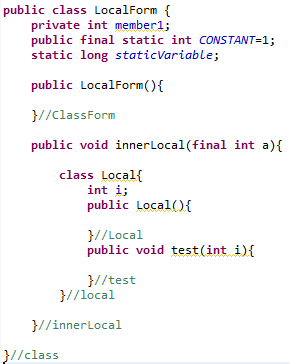 public class LocalForm {
private int member1;
public final static int CONSTANT=1;
static long staticVariable;
public LocalForm(){
}//ClassForm
public void innerLocal(final int a){
class Local{
int i;
public Local(){
}//Local
public void test(int i){
}//test
}//local
}//innerLocal
}//class